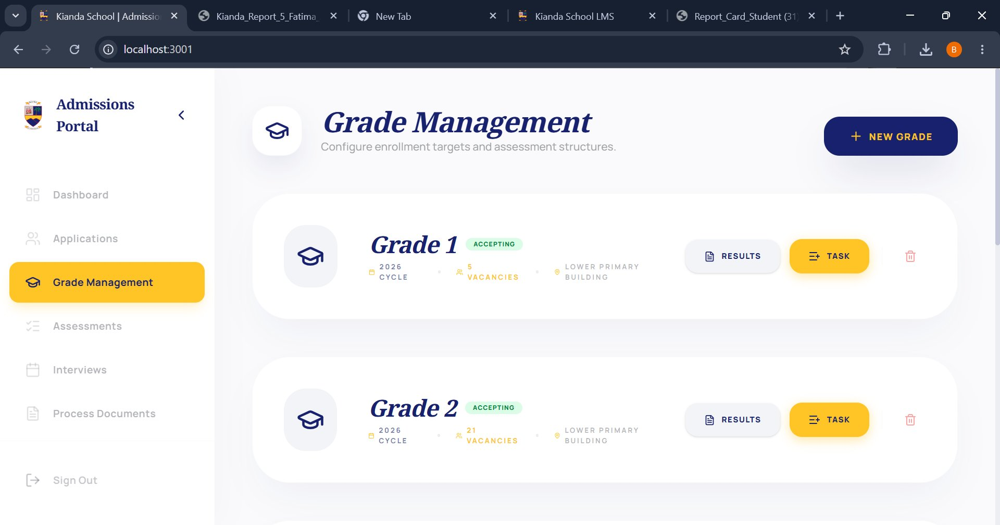 Kianda School | Admissio
Kianda_Report_5_Fatima_
New Tab
Kianda School LMS
Report_Card_Student (31)
localhost:3001
B
Admissions
Portal
Dashboard
Applications
Grade Management
Assessments
Interviews
Process Documents
Sign Out
Grade Management
Configure enrollment targets and assessment structures.
NEW GRADE
Grade 1
ACCEPTING
2026
CYCLE
5
VACANCIES
LOWER PRIMARY
BUILDING
RESULTS
TASK
Grade 2
ACCEPTING
2026
CYCLE
21
VACANCIES
LOWER PRIMARY
BUILDING
RESULTS
TASK